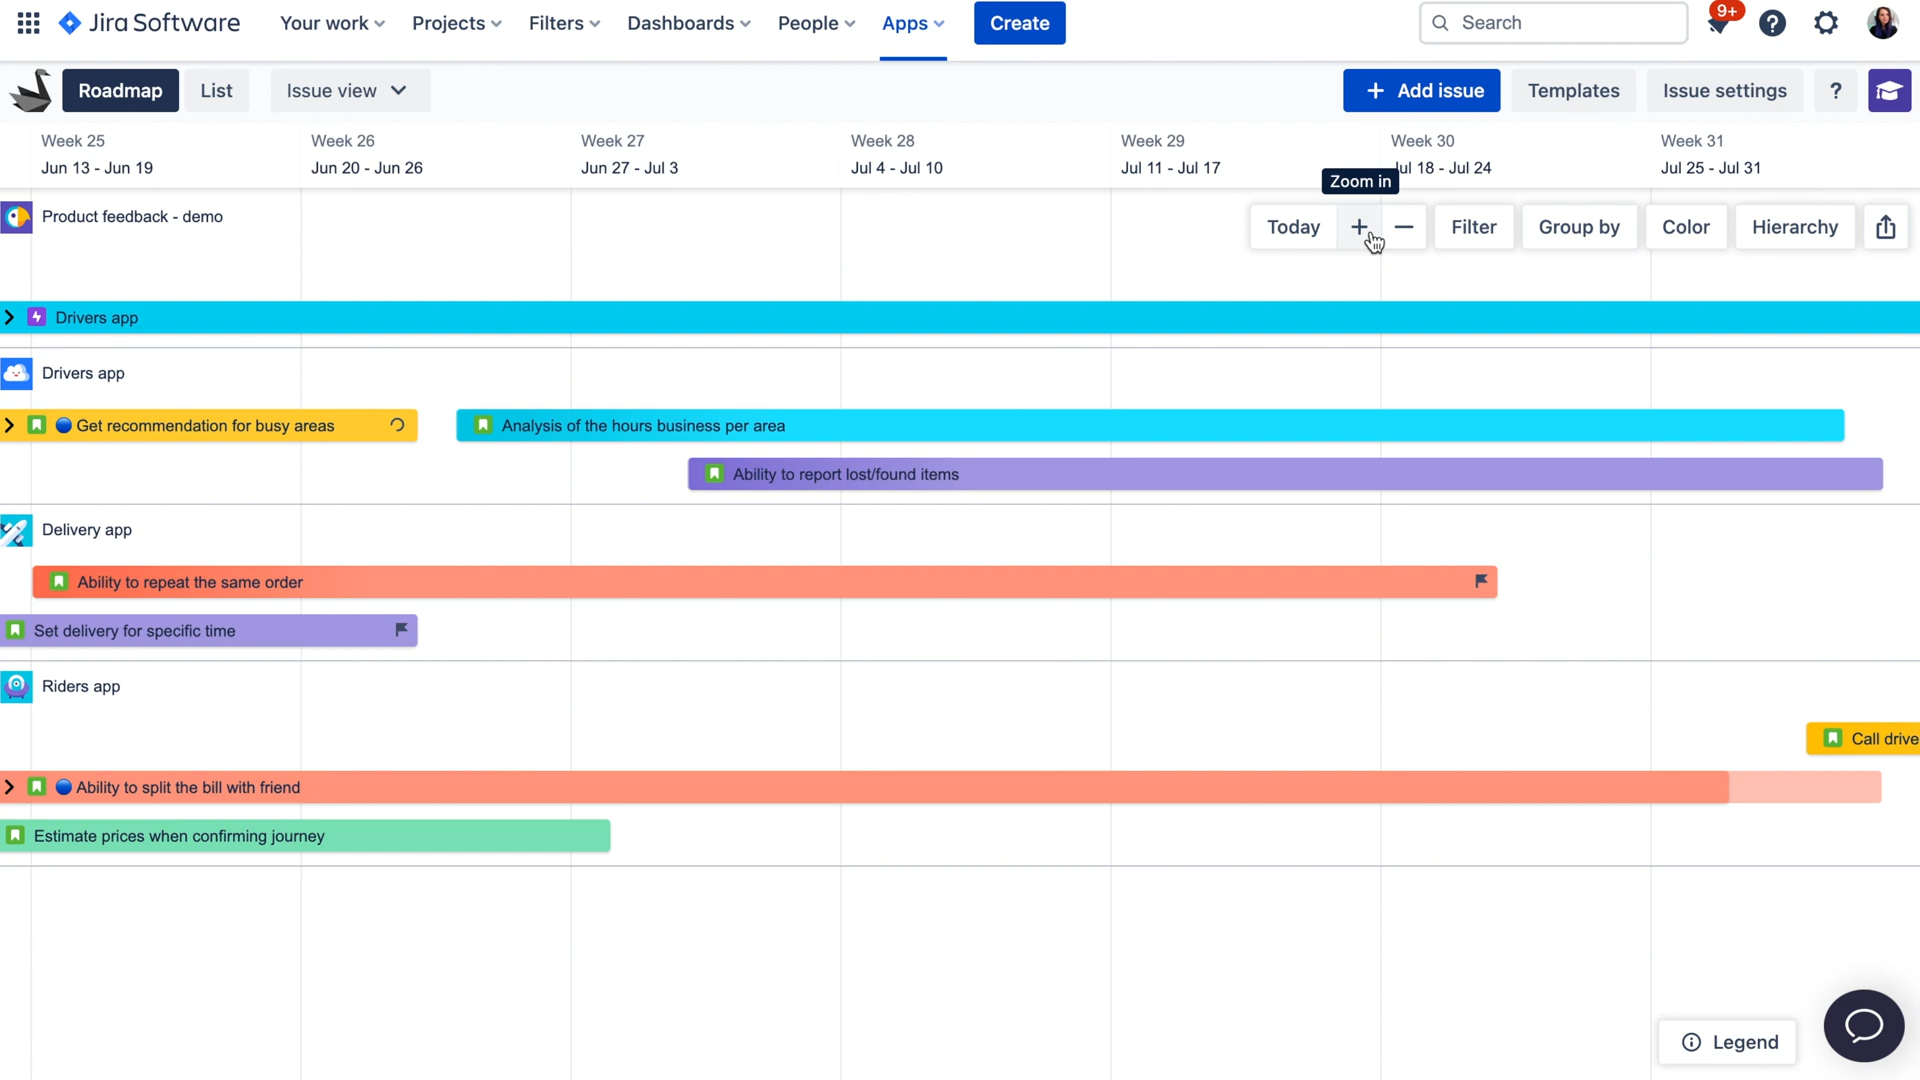 Jira Software
Your work
Projects
Filters
Dashboards
People
Apps
Create
Search
9+
?
Roadmap
List
Issue view
+ Add issue
Templates
Issue settings
?
Week 25
Week 26
Week 27
Week 28
Week 29
Week 30
Week 31
Jun 13 - Jun 19
Jun 20 - Jun 26
Jun 27 - Jul 3
Jul 4 - Jul 10
Jul 11 - Jul 17
ul 18 - Jul 24
Jul 25 - Jul 31
Zoom in
Product feedback - demo
Today
+
−
Filter
Group by
Color
Hierarchy
Drivers app
Drivers app
Get recommendation for busy areas
Analysis of the hours business per area
Ability to report lost/found items
Delivery app
Ability to repeat the same order
Set delivery for specific time
Riders app
Call drive
Ability to split the bill with friend
Estimate prices when confirming journey
Legend